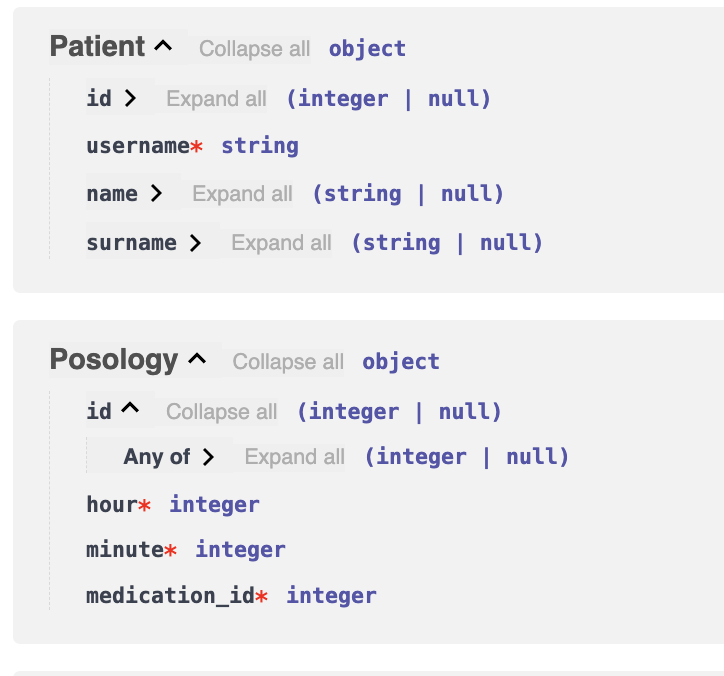 Patient Collapse all object
id Expand all (integer | null)
username* string
name Expand all (string | null)
surname Expand all (string | null)
Posology Collapse all object
id Collapse all (integer | null)
Any of Expand all (integer | null)
hour* integer
minute* integer
medication_id* integer